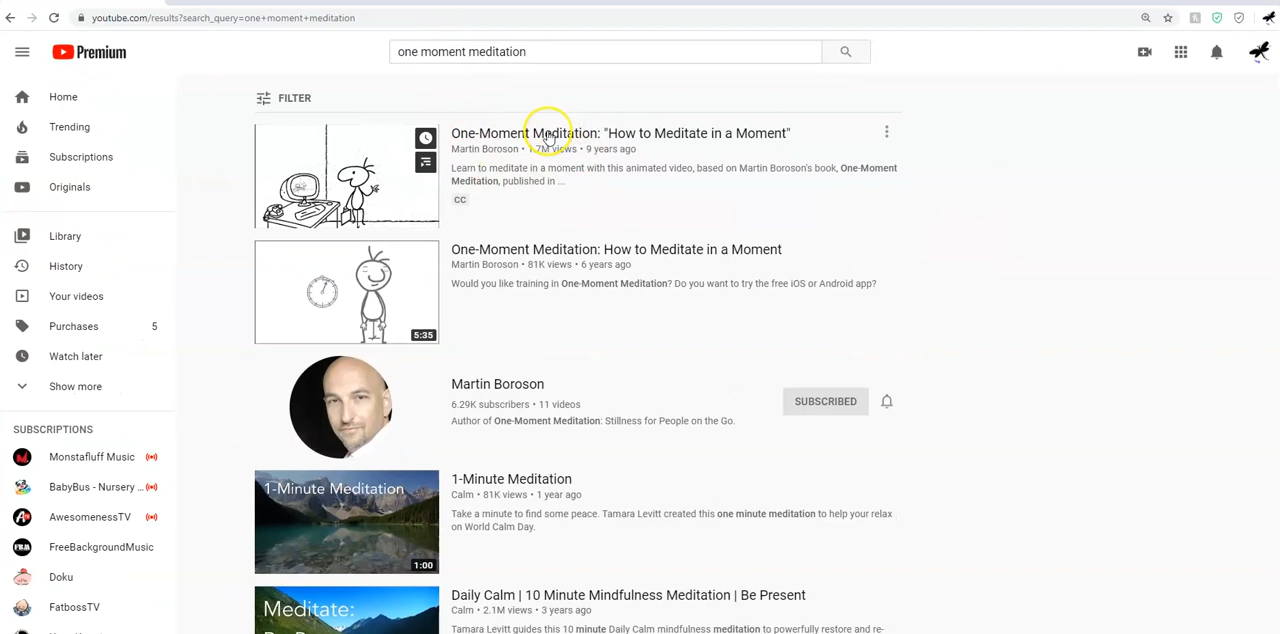 youtube.com/results?search_query=one+moment+meditation
Premium
one moment meditation
Home
Trending
Subscriptions
Originals
Library
History
Your videos
Purchases 5
Watch later
Show more
SUBSCRIPTIONS
Monstafluff Music
BabyBus - Nursery ...
AwesomenessTV
FreeBackgroundMusic
Doku
FatbossTV
FILTER
One-Moment Meditation: "How to Meditate in a Moment"
Martin Boroson • 1.7M views • 9 years ago
Learn to meditate in a moment with this animated video, based on Martin Boroson's book, One-Moment
Meditation, published in ...
CC
One-Moment Meditation: How to Meditate in a Moment
Martin Boroson • 81K views • 6 years ago
Would you like training in One-Moment Meditation? Do you want to try the free iOS or Android app?
5:35
Martin Boroson
6.29K subscribers • 11 videos
Author of One-Moment Meditation: Stillness for People on the Go.
SUBSCRIBED
1-Minute Meditation
1:00
1-Minute Meditation
Calm • 81K views • 1 year ago
Take a minute to find some peace. Tamara Levitt created this one minute meditation to help your relax
on World Calm Day.
Meditate:
Daily Calm | 10 Minute Mindfulness Meditation | Be Present
Calm • 2.1M views • 3 years ago
Tamara Levitt guides this 10 minute Daily Calm mindfulness meditation to powerfully restore and re-